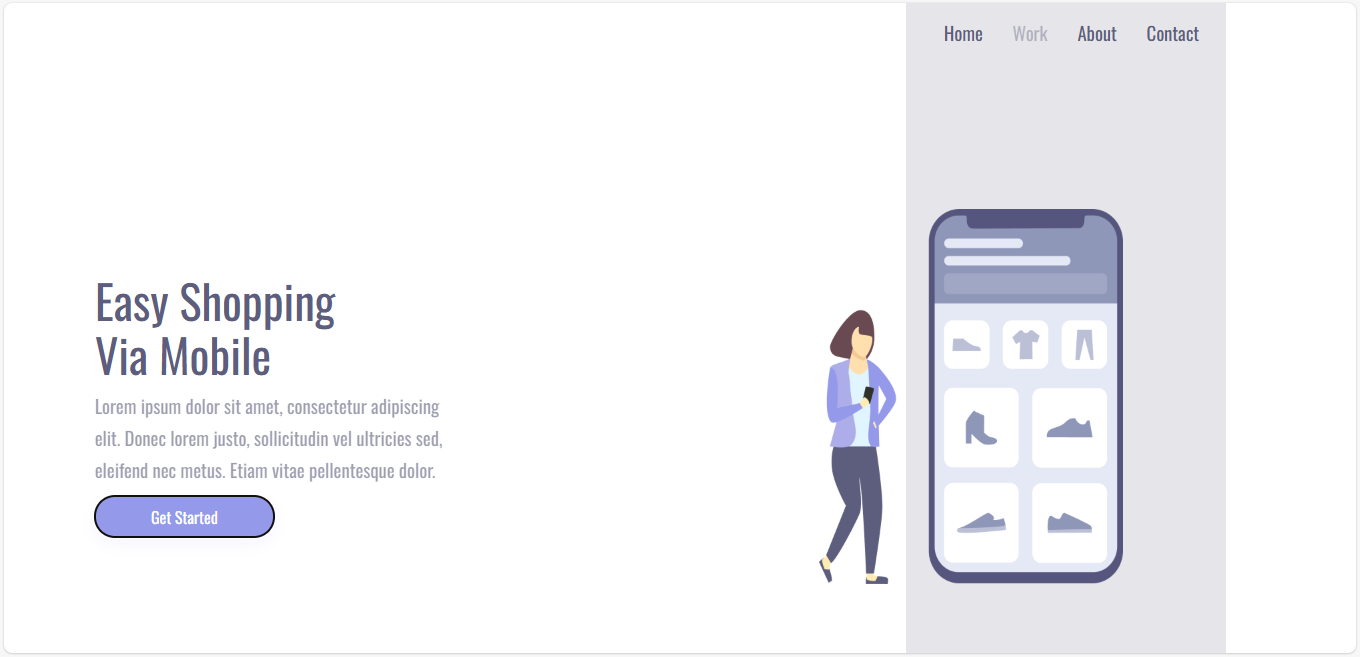 Home Work About Contact
Easy Shopping
Via Mobile
Lorem ipsum dolor sit amet, consectetur adipiscing
elit. Donec lorem justo, sollicitudin vel ultricies sed,
eleifend nec metus. Etiam vitae pellentesque dolor.
Get Started